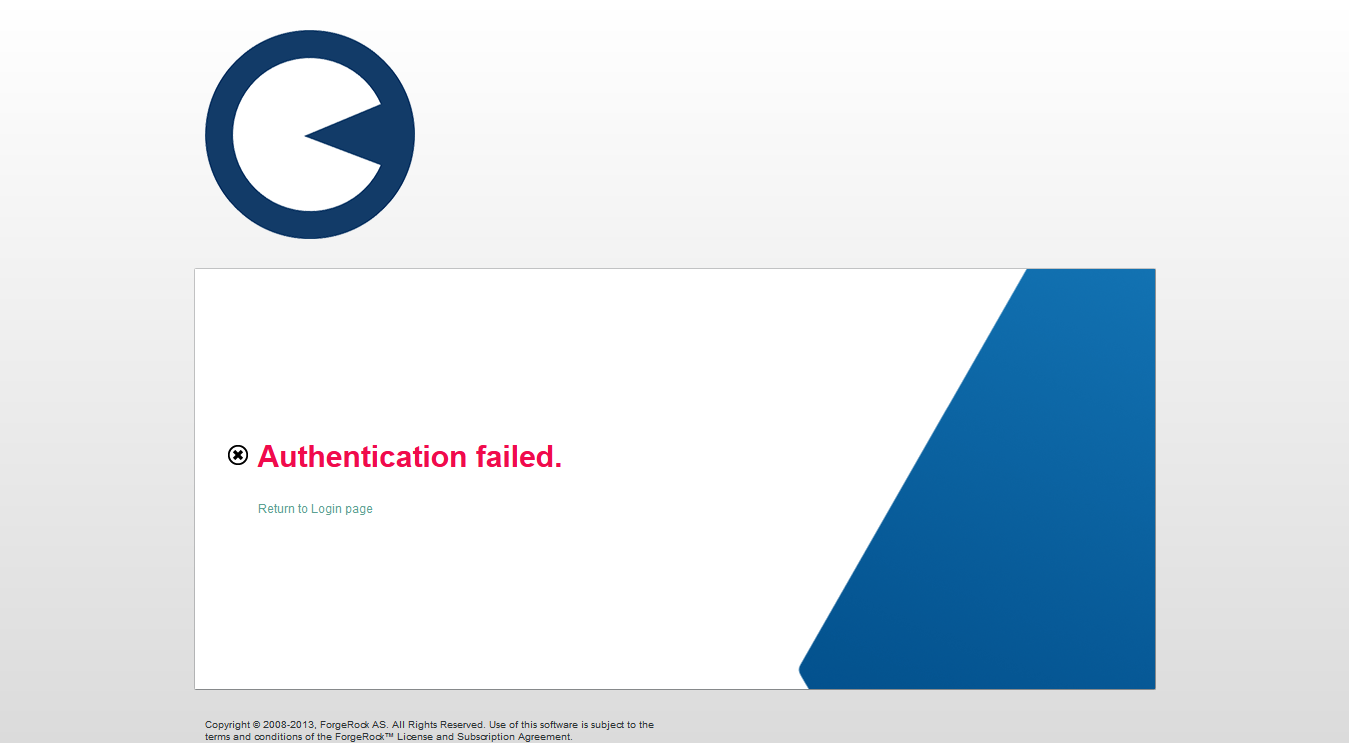 Authentication failed.
Return to Login page
Copyright © 2008-2013, ForgeRock AS. All Rights Reserved. Use of this software is subject to the
terms and conditions of the ForgeRock™ License and Subscription Agreement.